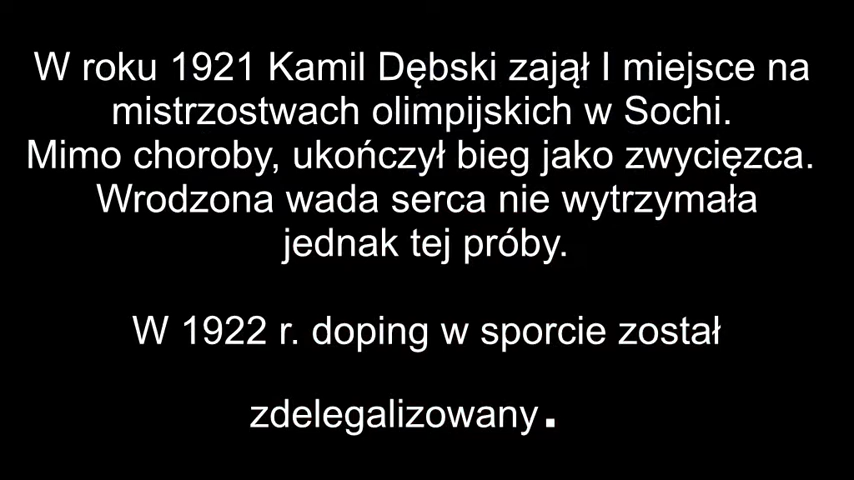 W roku 1921 Kamil Dębski zajął I miejsce na
mistrzostwach olimpijskich w Sochi.
Mimo choroby, ukończył bieg jako zwycięzca.
Wrodzona wada serca nie wytrzymała
jednak tej próby.
W 1922 r. doping w sporcie został
zdelegalizowany.